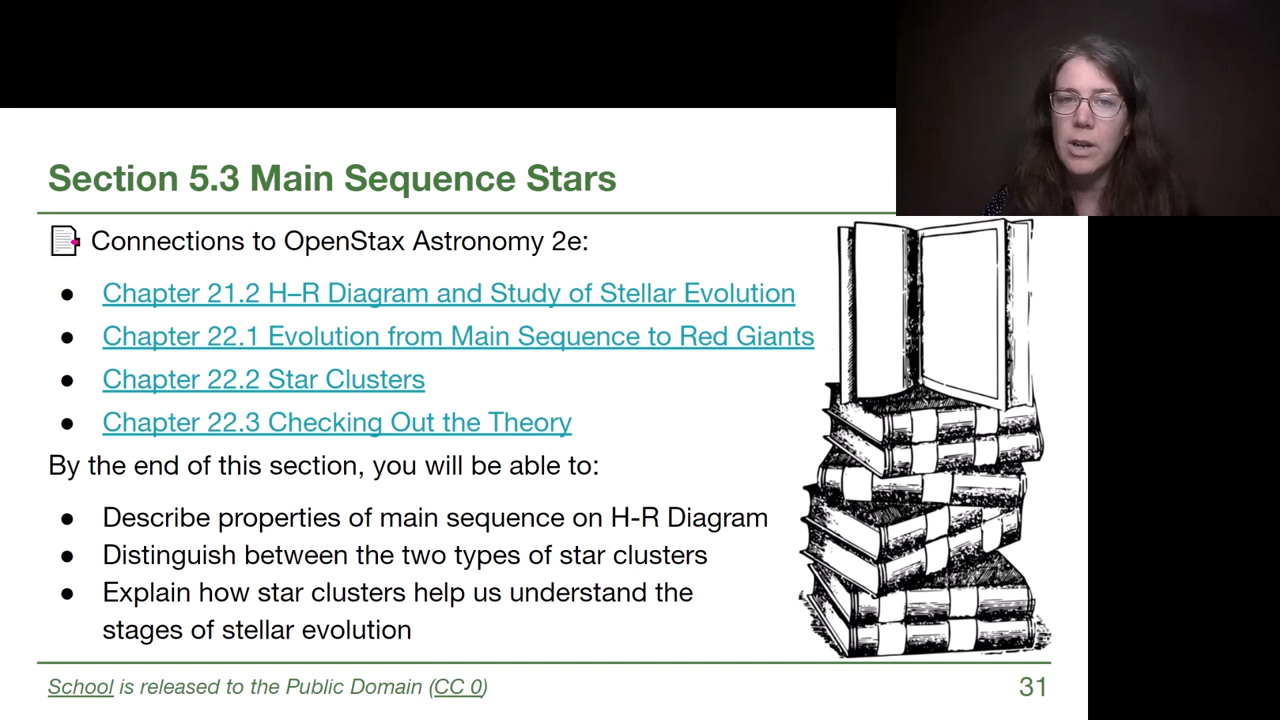 Section 5.3 Main Sequence Stars
Connections to OpenStax Astronomy 2e:
● Chapter 21.2 H–R Diagram and Study of Stellar Evolution
● Chapter 22.1 Evolution from Main Sequence to Red Giants
● Chapter 22.2 Star Clusters
● Chapter 22.3 Checking Out the Theory
By the end of this section, you will be able to:
● Describe properties of main sequence on H-R Diagram
● Distinguish between the two types of star clusters
● Explain how star clusters help us understand the
stages of stellar evolution
School is released to the Public Domain (CC 0)
31